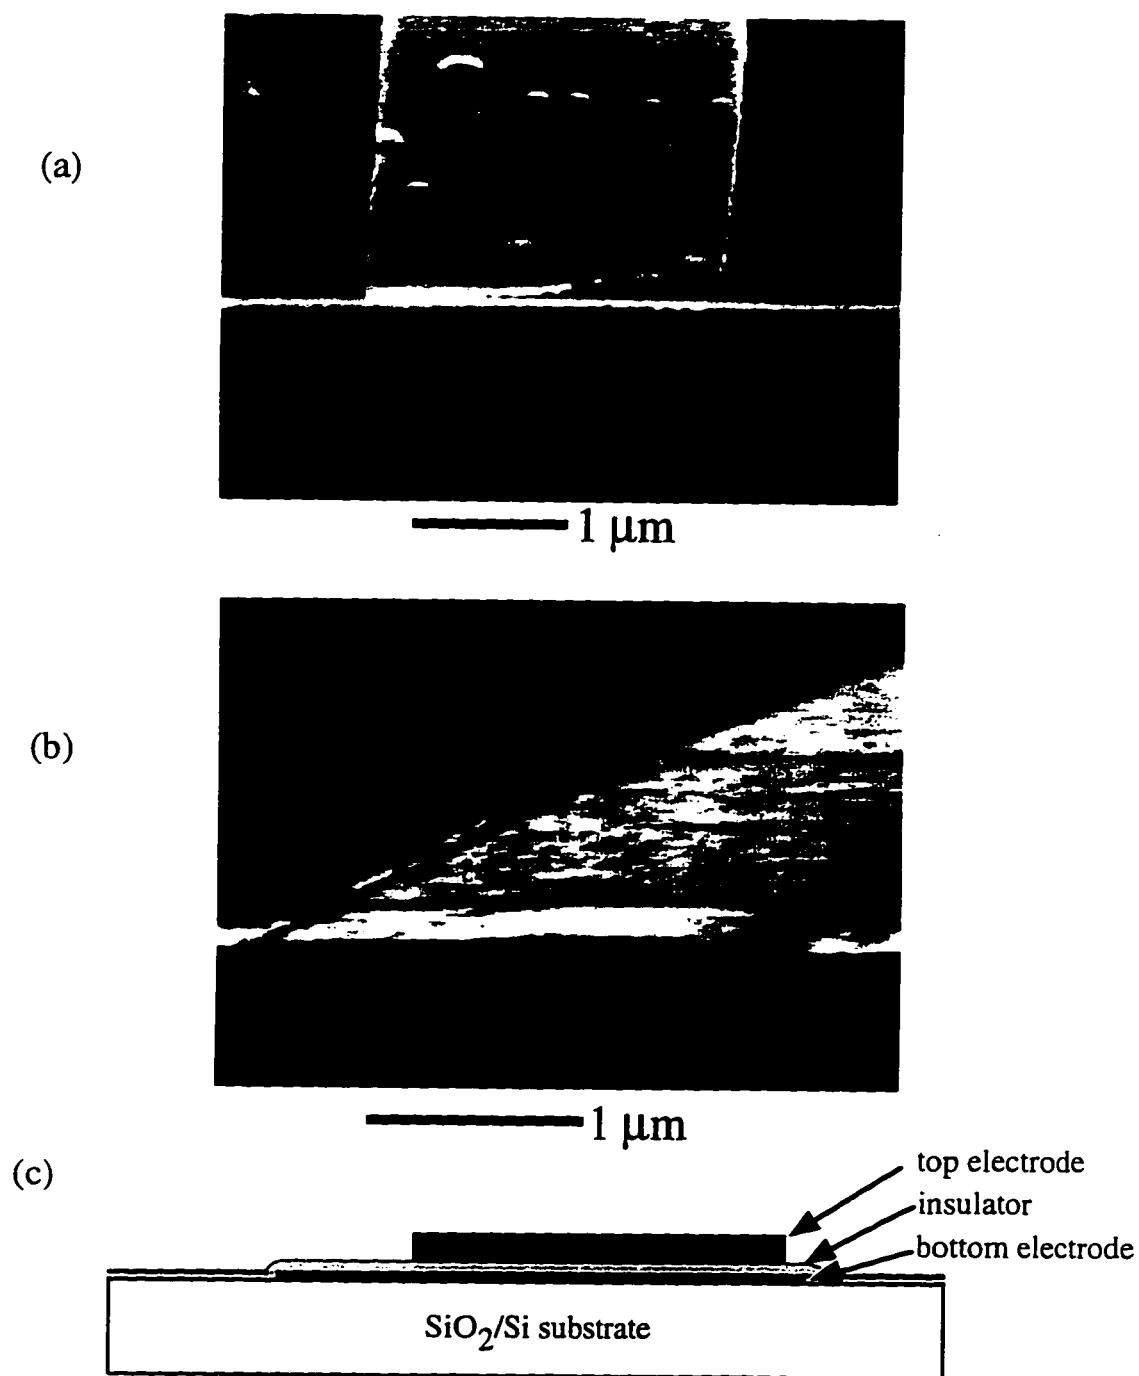 (a)
1 μm
(b)
1 μm
(c)
top electrode
insulator
bottom electrode
SiO2/Si substrate